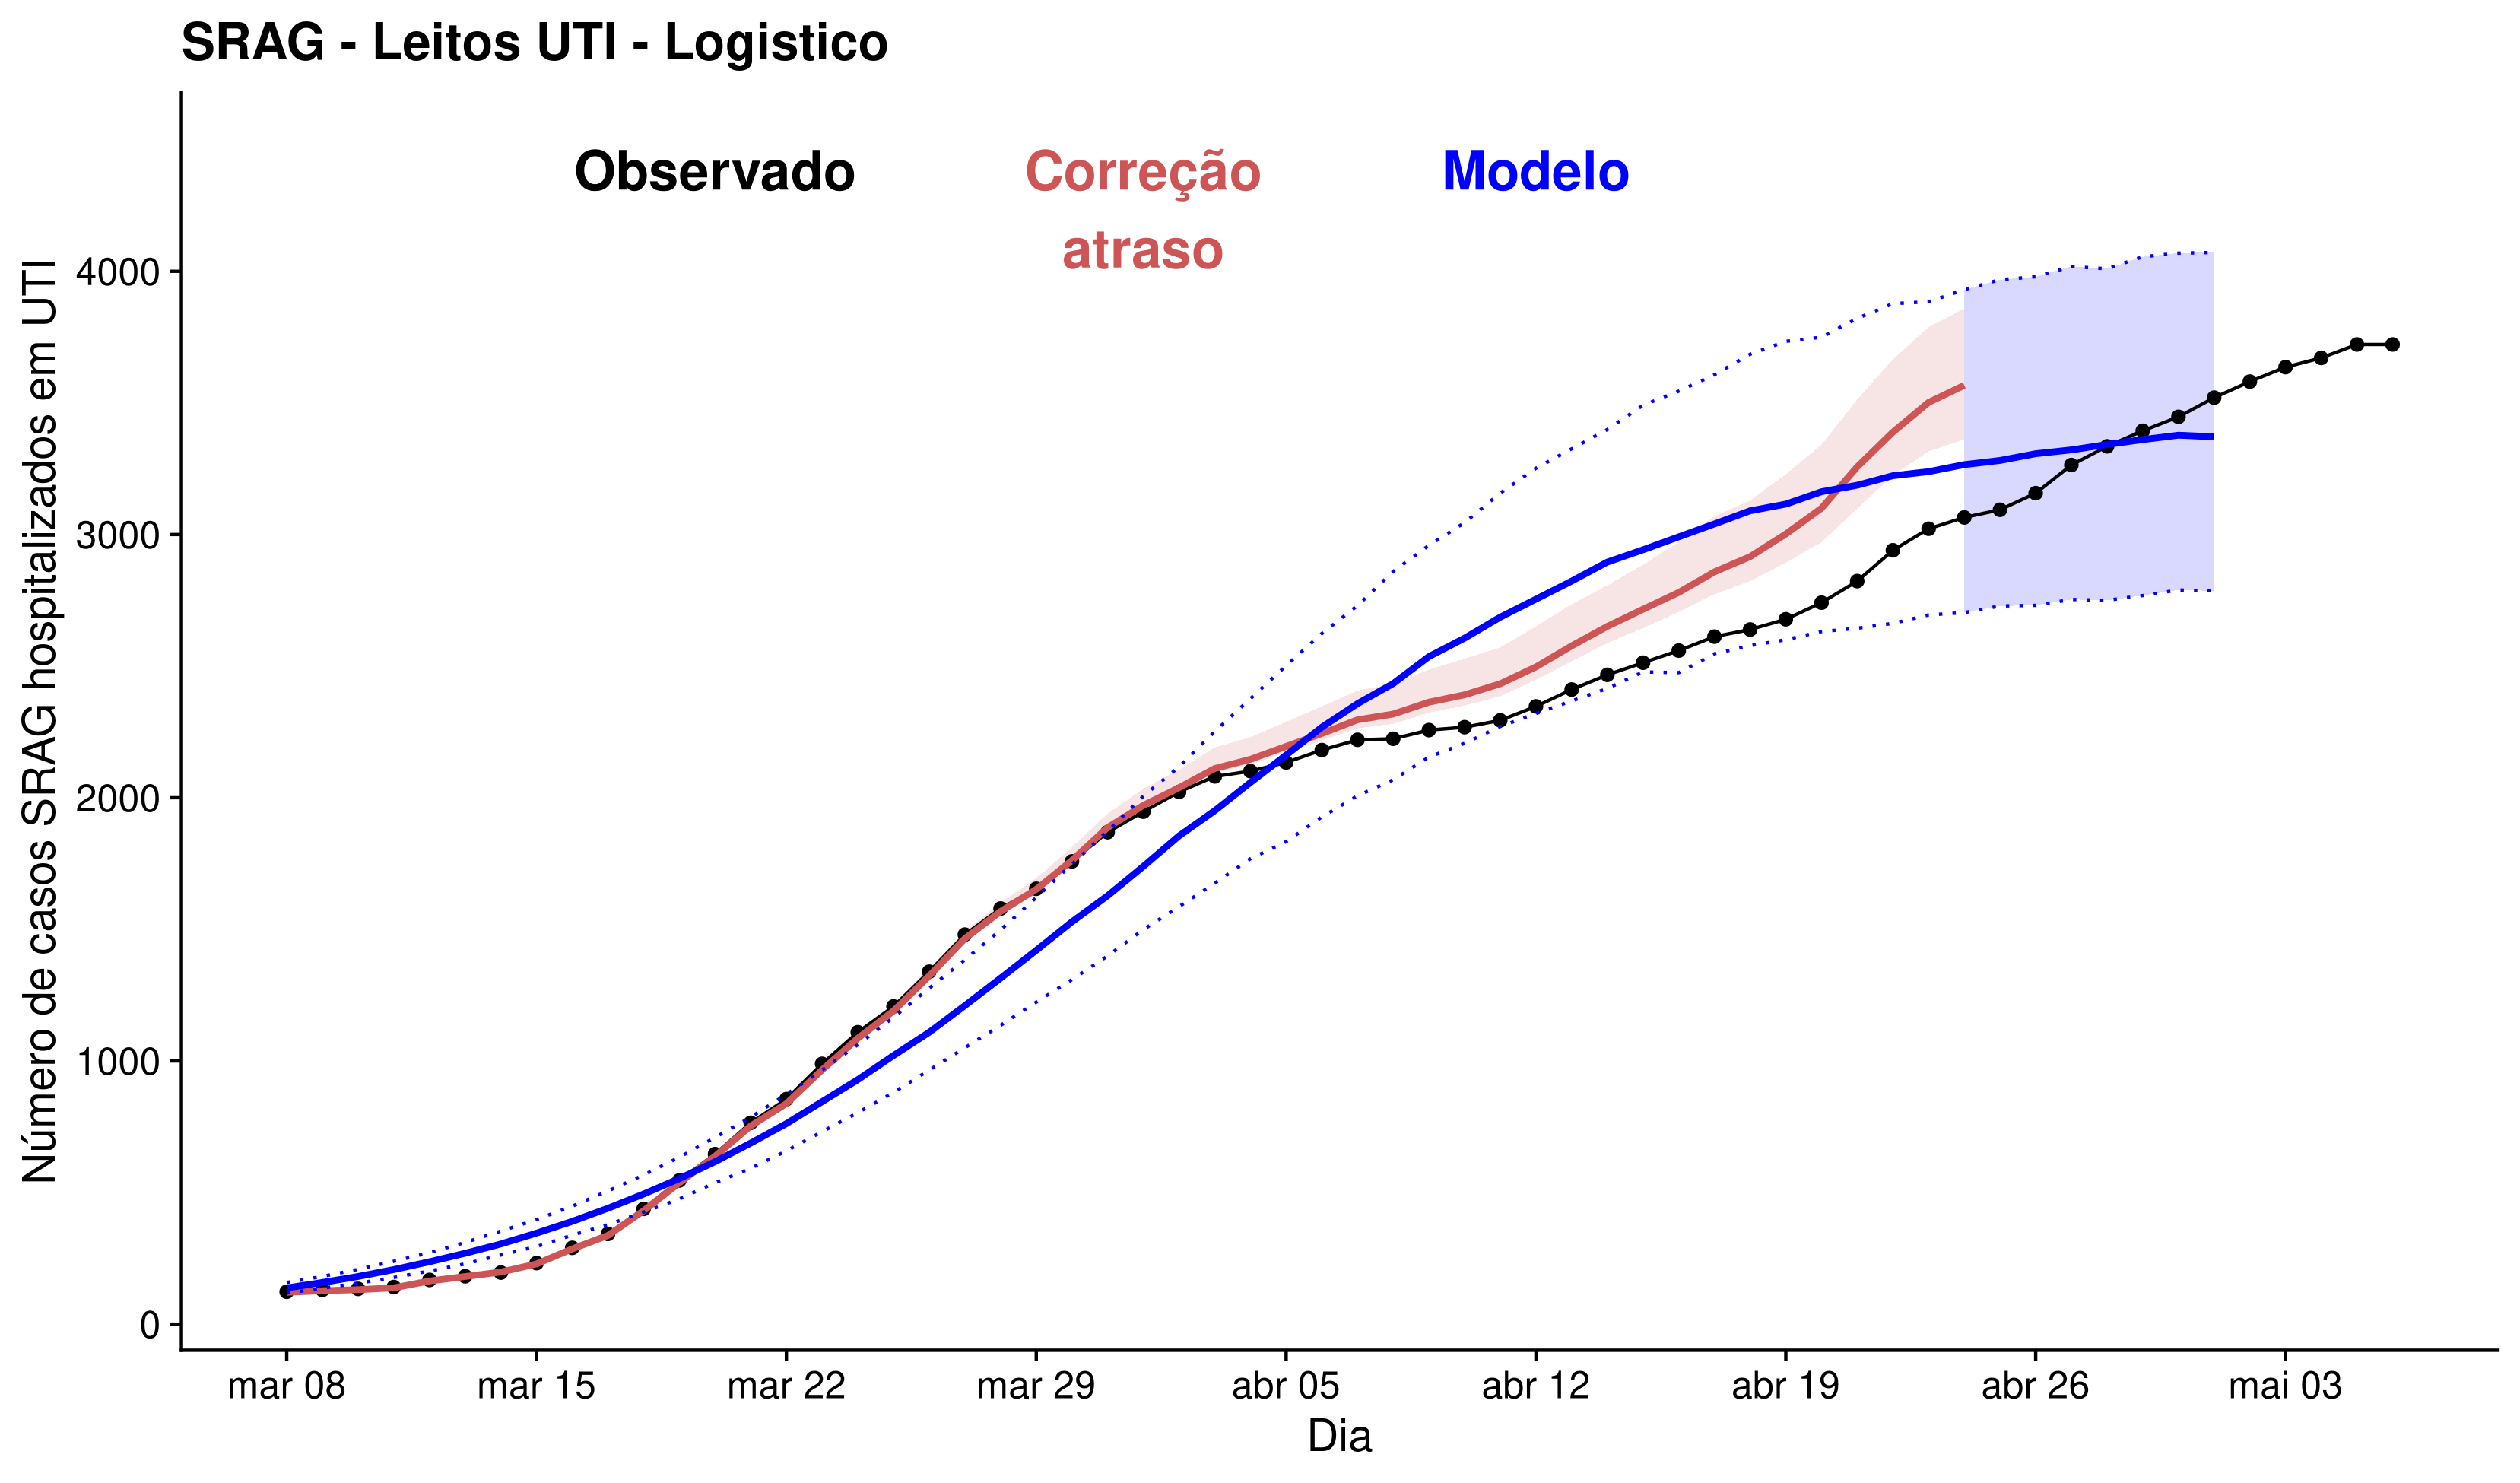 SRAG - Leitos UTI - Logistico
Observado
Correção
atraso
Modelo
Número de casos SRAG hospitalizados em UTI
4000
3000
2000
1000
0
mar 08 mar 15 mar 22 mar 29 abr 05 abr 12 abr 19 abr 26 mai 03
Dia